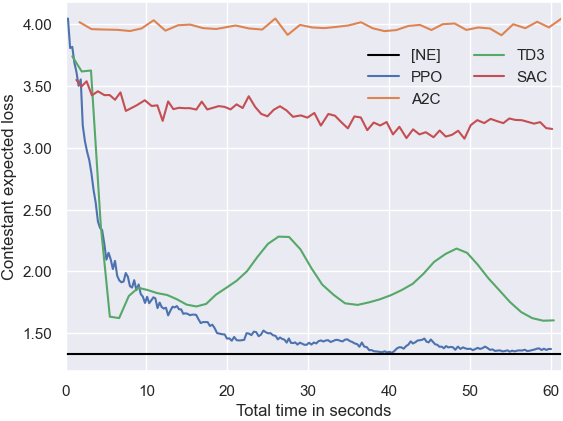 Contestant expected loss
4.00
3.50
3.00
2.50
2.00
1.50
[NE]
PPO
A2C
TD3
SAC
0 10 20 30 40 50 60
Total time in seconds